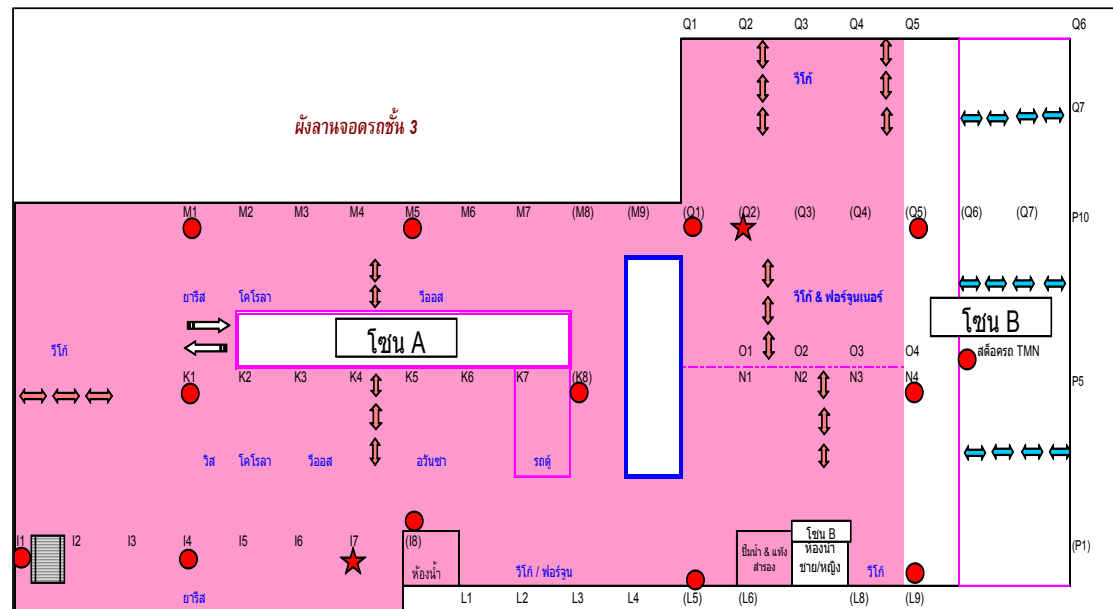 Q1 Q2 Q3 Q4 Q5 Q6
วีโก้
Q7
ผังลานจอดรถชั้น 3
M1 M2 M3 M4 M5 M6 M7 (M8) (M9) (Q1) (Q2) (Q3) (Q4) (Q5) (Q6) (Q7) P10
ยาริส โคโรลา วีออส วีโก้ & ฟอร์จูนเนอร์
โซน B
โซน A
วีโก้ O1 O2 O3 O4 สต็อครถ TMN
K1 K2 K3 K4 K5 K6 K7 (K8) N1 N2 N3 N4 P5
วิส โคโรลา วีออส อวันซา รถตู้
โซน B
I1 I2 I3 I4 I5 I6 I7 (I8) (P1)
ปั๊มน้ำ & แท้ง
สำรอง
ห้องน้ำ
ชาย/หญิง
ห้องน้ำ วีโก้ / ฟอร์จูน วีโก้
ยาริส L1 L2 L3 L4 (L5) (L6) (L8) (L9)